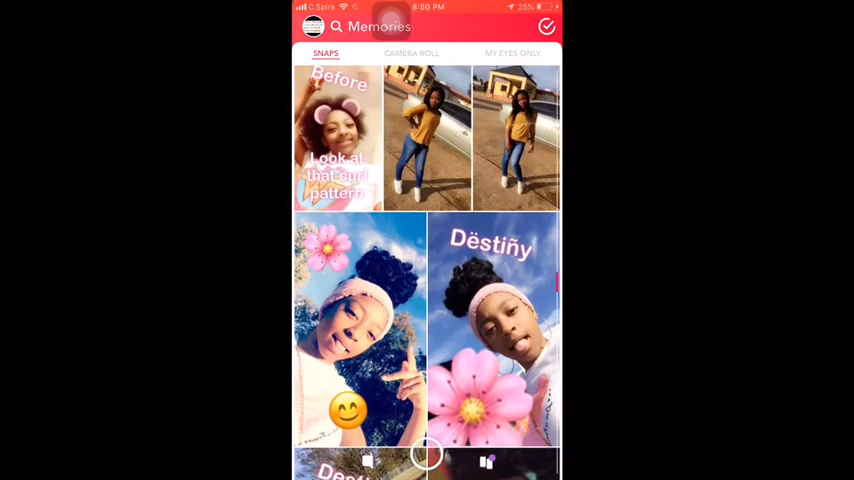 C Spire
8:50 PM
25%
Memories
SNAPS
CAMERA ROLL
MY EYES ONLY
Before
Look at
that curl
pattern
Dëstiñy